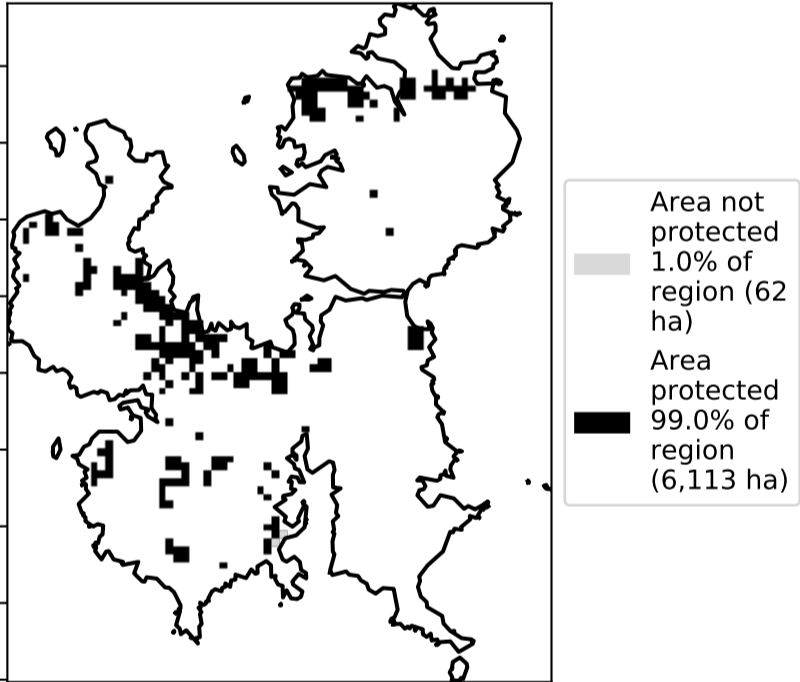 Area not
protected
1.0% of
region (62
ha)
Area
protected
99.0% of
region
(6,113 ha)